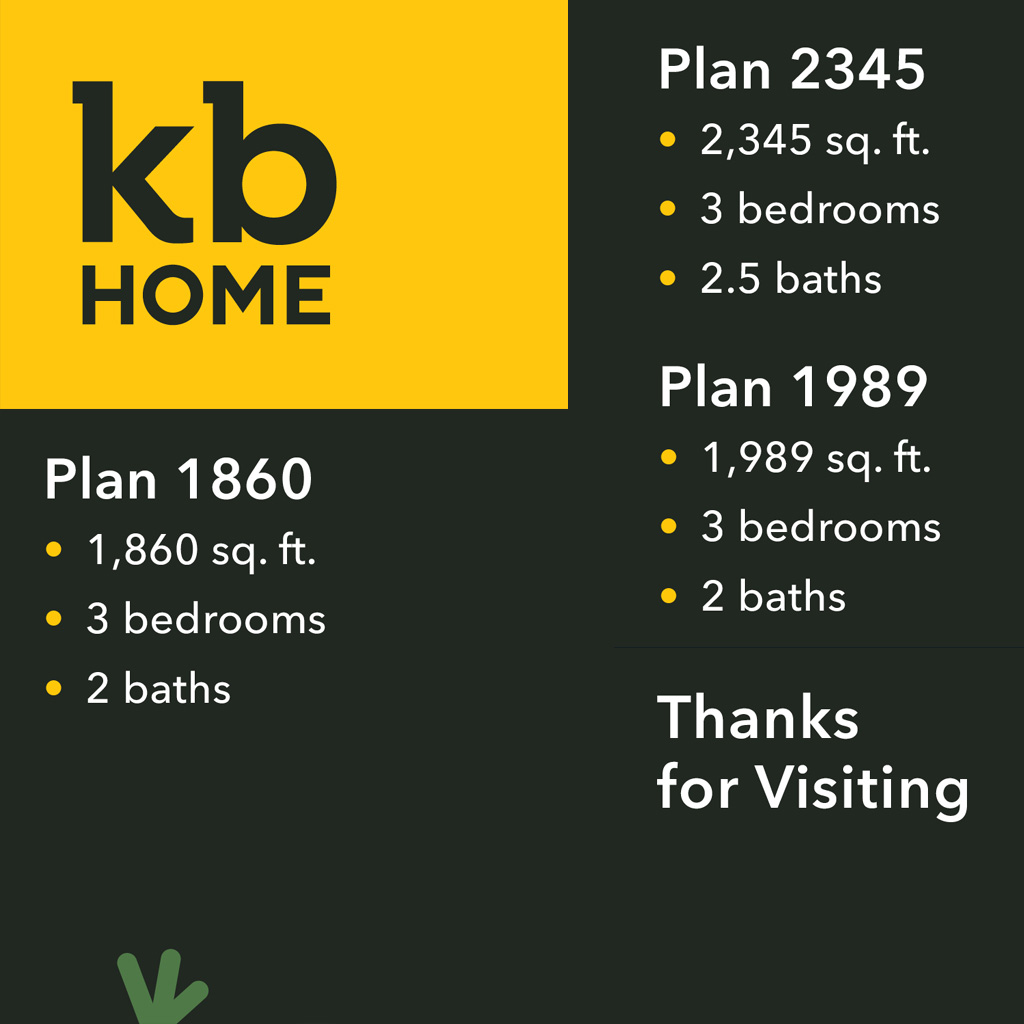 kb
HOME
Plan 1860
1,860 sq. ft.
3 bedrooms
2 baths
Plan 2345
2,345 sq. ft.
3 bedrooms
2.5 baths
Plan 1989
1,989 sq. ft.
3 bedrooms
2 baths
Thanks
for Visiting